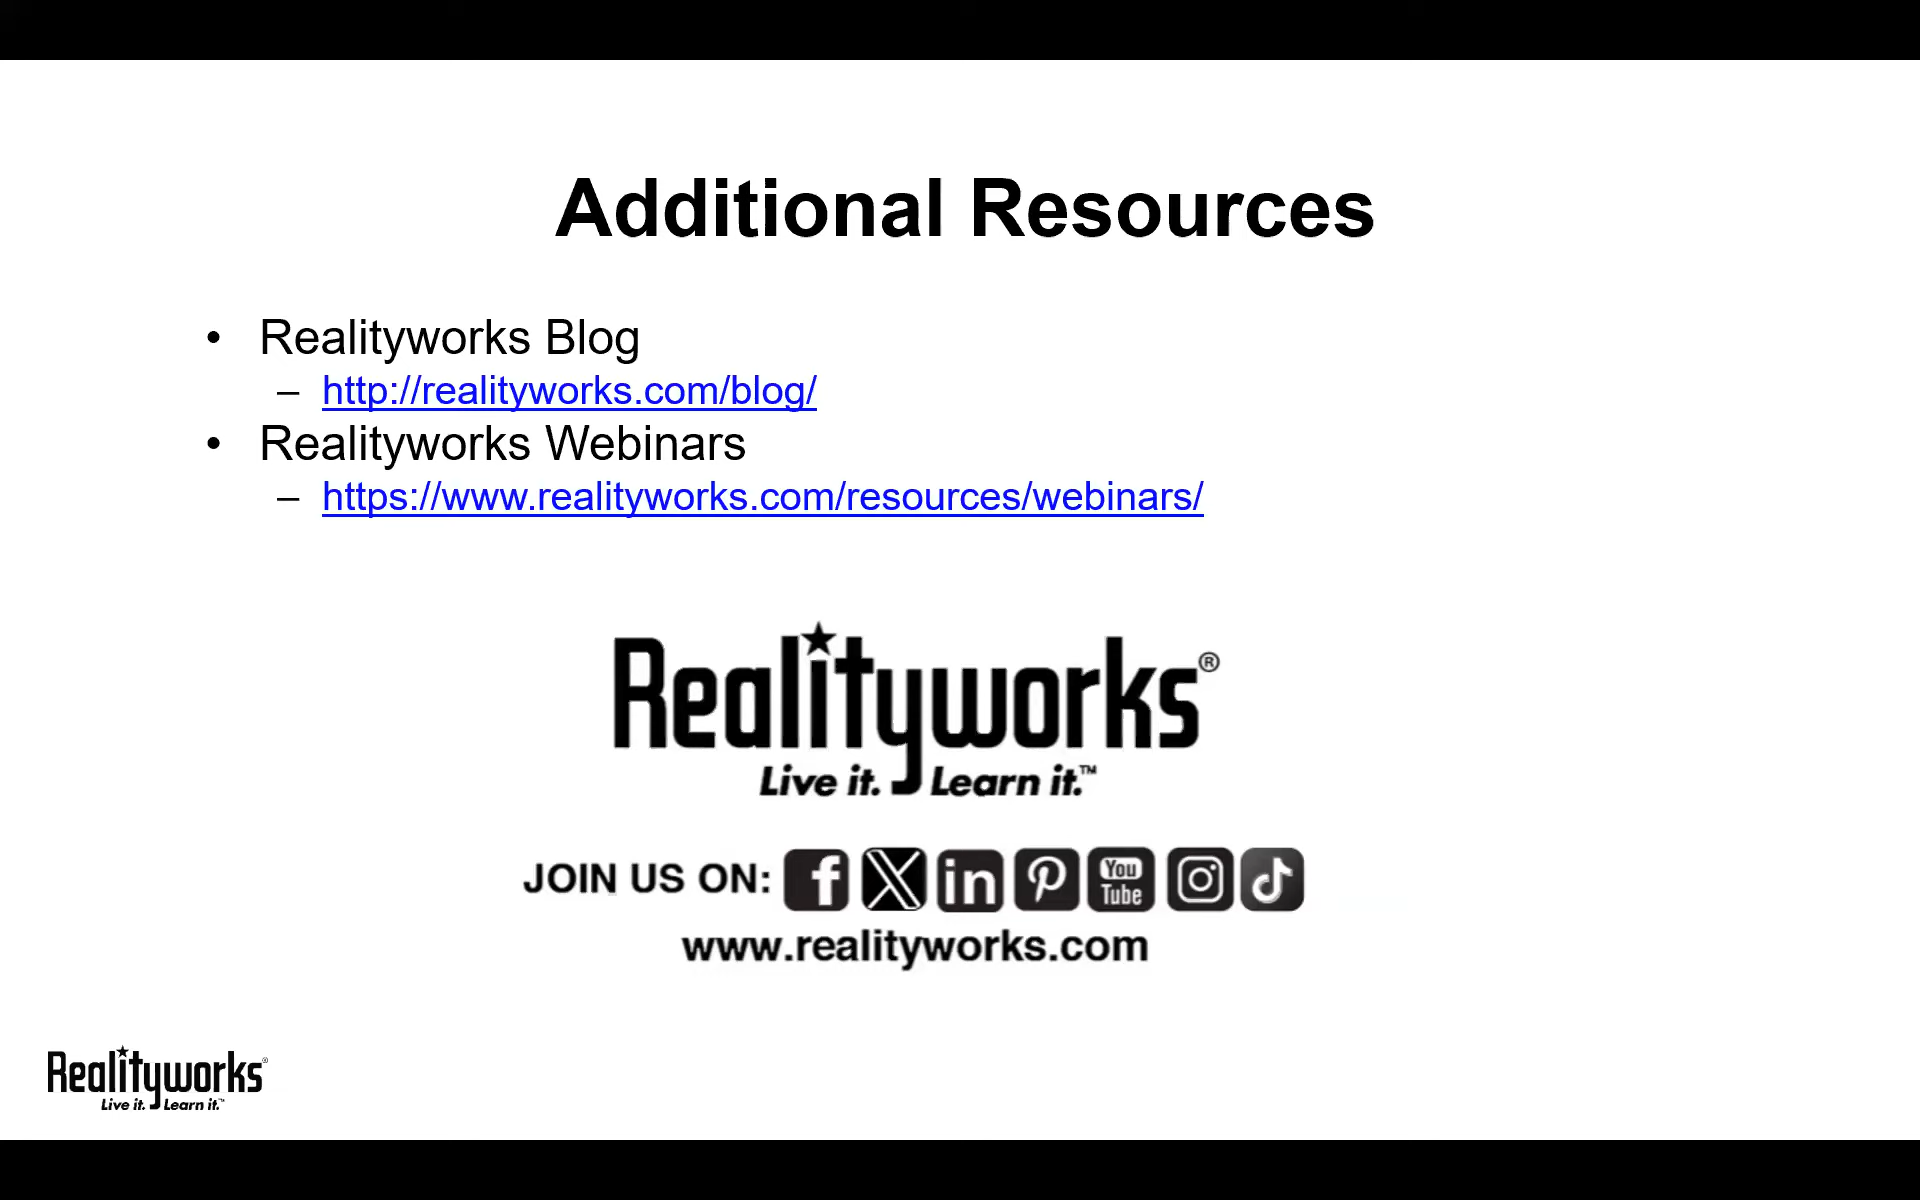 Additional Resources
• Realityworks Blog
– http://realityworks.com/blog/
• Realityworks Webinars
– https://www.realityworks.com/resources/webinars/
Realityworks®
Live it. Learn it.™
JOIN US ON: f X in P You Tube
www.realityworks.com
Realityworks®
Live it. Learn it.™